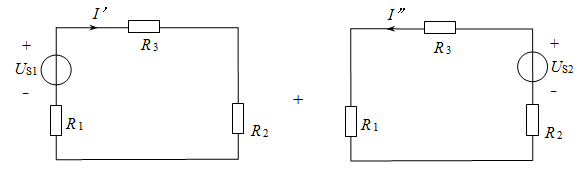 I′
R3
+
US1
-
R1
R2
+
I″
R3
+
US2
-
R1
R2